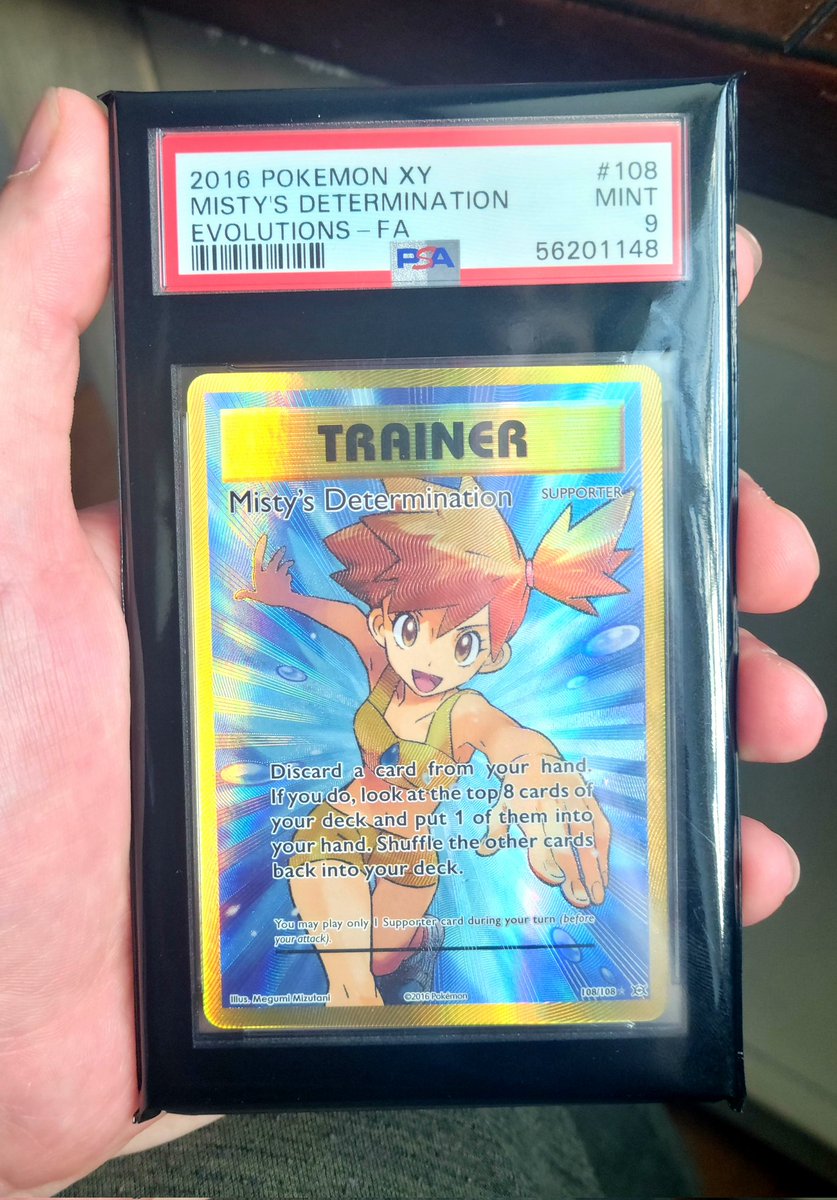 2016 POKEMON XY #108
MISTY'S DETERMINATION MINT
EVOLUTIONS - FA 9
PSA 56201148
TRAINER
Misty's Determination SUPPORTER
Discard a card from your hand.
If you do, look at the top 8 cards of
your deck and put 1 of them into
your hand. Shuffle the other cards
back into your deck.
You may play only 1 Supporter card during your turn (before
your attack).
Illus. Megumi Mizutani ©2016 Pokémon 108/108